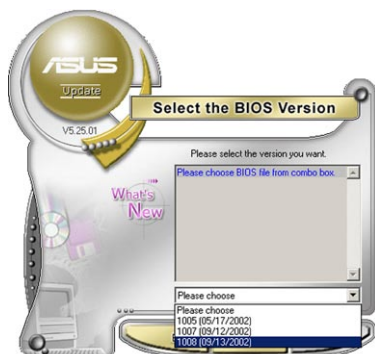 ASUS
Update
V5.25.01
Select the BIOS Version
Please select the version you want.
What's
New
Please choose BIOS file from combo box.
Please choose
Please choose
1005 (05/17/2002)
1007 (09/12/2002)
1008 (09/13/2002)